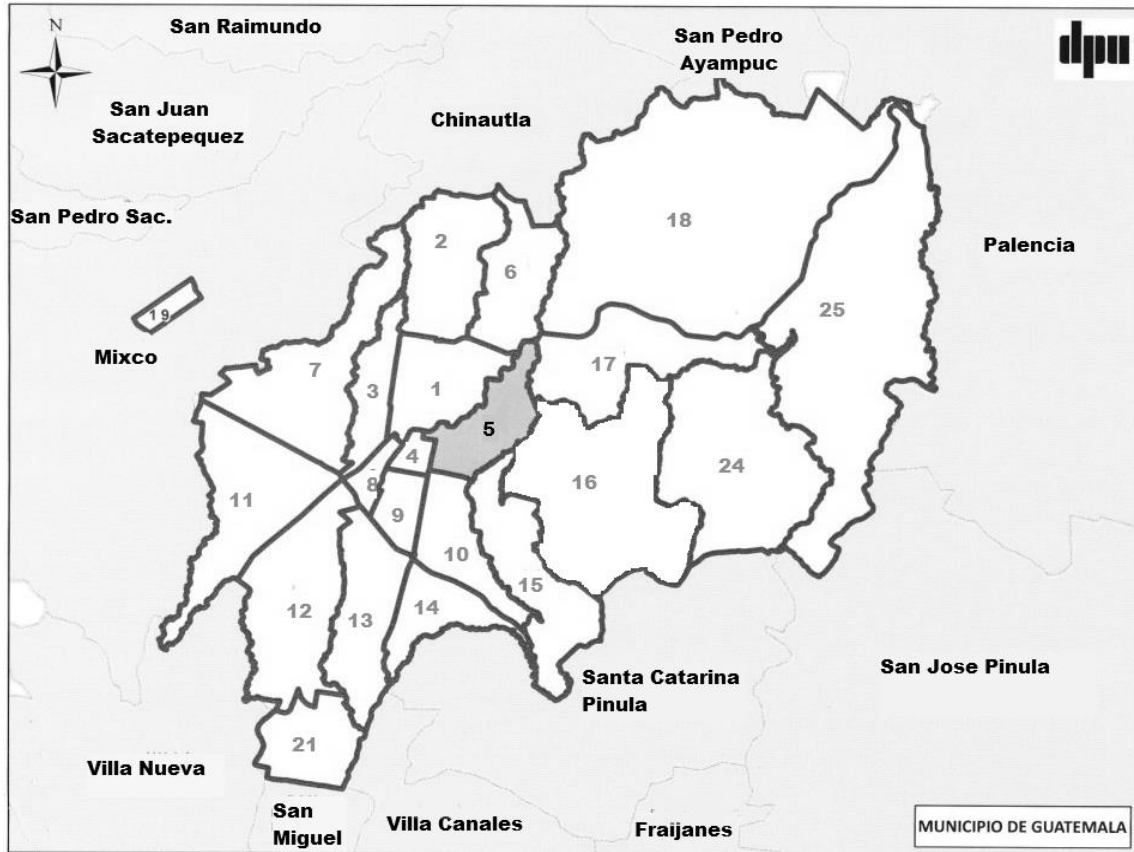 San Raimundo
San Pedro
Ayampuc
dpu
N
San Juan
Sacatepequez
Chinautla
San Pedro Sac.
2
18
6
Palencia
19
25
Mixco
7
17
3
1
5
4
24
8
16
11
9
10
15
12
14
13
San Jose Pinula
Santa Catarina
Pinula
21
Villa Nueva
San
Miguel
Villa Canales
Fraijanes
MUNICIPIO DE GUATEMALA